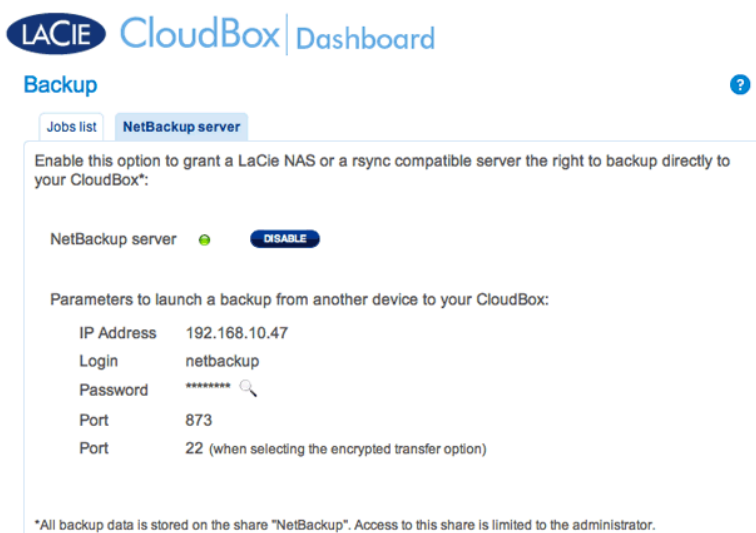 LACIE CloudBox Dashboard
Backup
?
Jobs list NetBackup server
Enable this option to grant a LaCie NAS or a rsync compatible server the right to backup directly to
your CloudBox*:
NetBackup server DISABLE
Parameters to launch a backup from another device to your CloudBox:
IP Address 192.168.10.47
Login netbackup
Password ********
Port 873
Port 22 (when selecting the encrypted transfer option)
*All backup data is stored on the share "NetBackup". Access to this share is limited to the administrator.